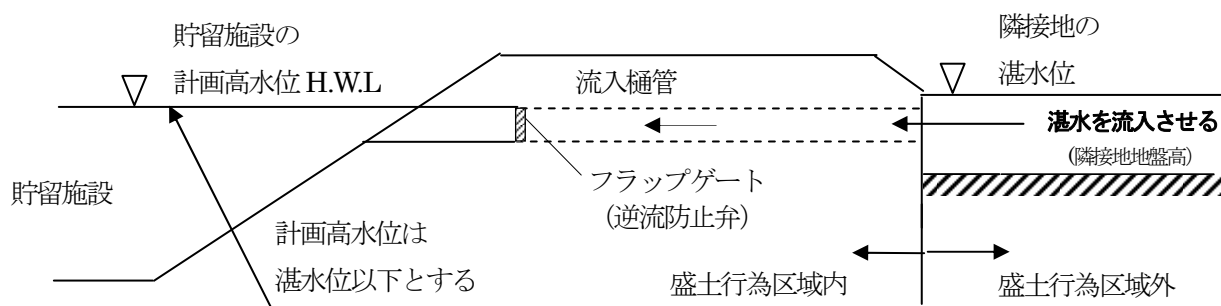 貯留施設の
計画高水位 H.W.L
隣接地の
湛水位
流入樋管
湛水を流入させる
(隣接地地盤高)
貯留施設
フラップゲート
(逆流防止弁)
計画高水位は
湛水位以下とする
盛土行為区域内
盛土行為区域外